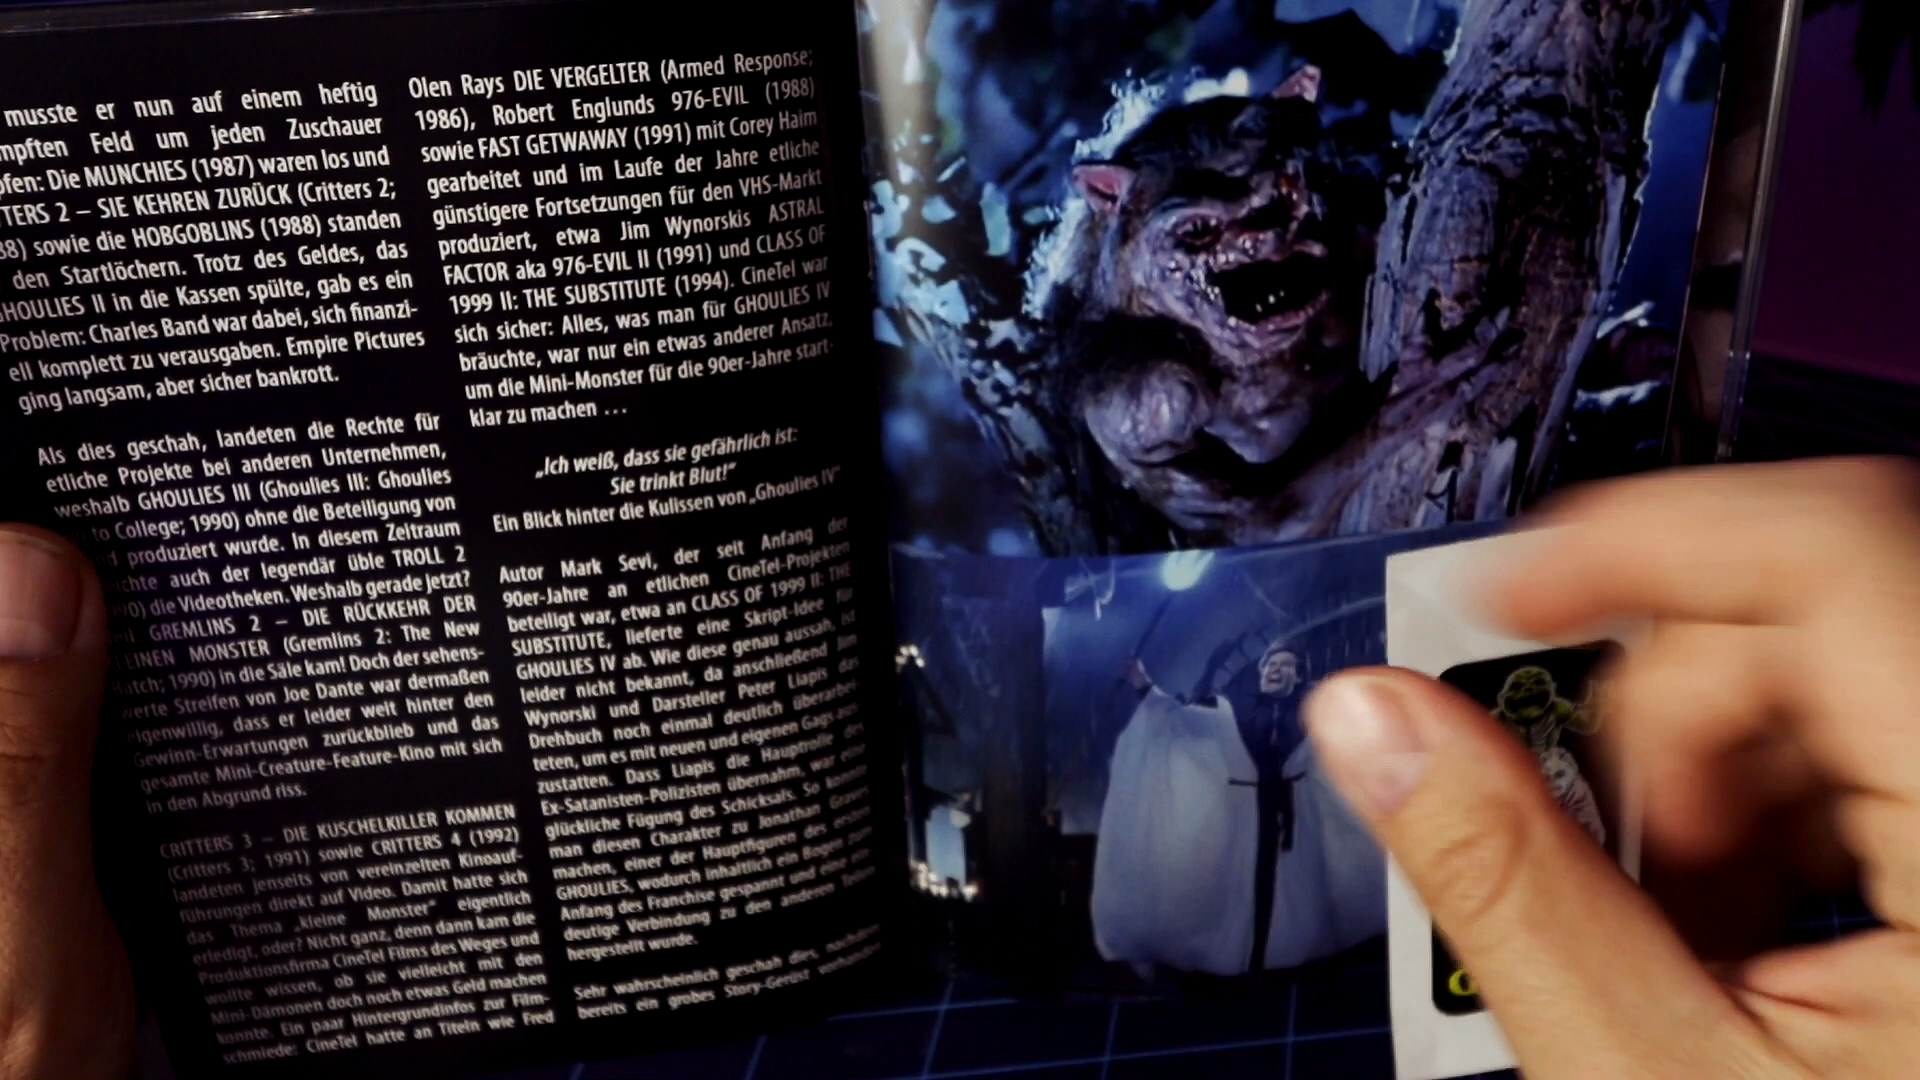 musste er nun auf einem heftig
mpften Feld um jeden Zuschauer
pfen: Die MUNCHIES (1987) waren los und
TTERS 2 – SIE KEHREN ZURÜCK (Critters 2;
88) sowie die HOBGOBLINS (1988) standen
den Startlöchern. Trotz des Geldes, das
GHOULIES II in die Kassen spülte, gab es ein
Problem: Charles Band war dabei, sich finanzi-
ell komplett zu verausgaben. Empire Pictures
ging langsam, aber sicher bankrott.
Als dies geschah, landeten die Rechte für
etliche Projekte bei anderen Unternehmen,
weshalb GHOULIES III (Ghoulies III: Ghoulies
to College; 1990) ohne die Beteiligung von
produziert wurde. In diesem Zeitraum
auch der legendär üble TROLL 2
die Videotheken. Weshalb gerade jetzt?
GREMLINS 2 – DIE RÜCKKEHR DER
EINEN MONSTER (Gremlins 2: The New
atch; 1990) in die Säle kam! Doch der sehens-
werte Streifen von Joe Dante war dermaßen
eigenwillig, dass er leider weit hinter den
Gewinn-Erwartungen zurückblieb und das
gesamte Mini-Creature-Feature-Kino mit sich
in den Abgrund riss.
CRITTERS 3 – DIE KUSCHELKILLER KOMMEN
(Critters 3; 1991) sowie CRITTERS 4 (1992)
landeten jenseits von vereinzelten Kinoauf-
führungen direkt auf Video. Damit hatte sich
das Thema „kleine Monster“ eigentlich
erledigt, oder? Nicht ganz, denn dann kam die
Produktionsfirma CineTel Films des Weges und
wollte wissen, ob sie vielleicht mit den
Mini-Dämonen doch noch etwas Geld machen
konnte. Ein paar Hintergrundinfos zur Film-
schmiede: CineTel hatte an Titeln wie Fred
Olen Rays DIE VERGELTER (Armed Response;
1986), Robert Englunds 976-EVIL (1988)
sowie FAST GETWAWAY (1991) mit Corey Haim
gearbeitet und im Laufe der Jahre etliche
günstigere Fortsetzungen für den VHS-Markt
produziert, etwa Jim Wynorskis ASTRAL
FACTOR aka 976-EVIL II (1991) und CLASS OF
1999 II: THE SUBSTITUTE (1994). CineTel war
sich sicher: Alles, was man für GHOULIES IV
bräuchte, war nur ein etwas anderer Ansatz,
um die Mini-Monster für die 90er-Jahre start-
klar zu machen ...
„Ich weiß, dass sie gefährlich ist:
Sie trinkt Blut!“
Ein Blick hinter die Kulissen von „Ghoulies IV“
Autor Mark Sevi, der seit Anfang der
90er-Jahre an etlichen CineTel-Projekten
beteiligt war, etwa an CLASS OF 1999 II: THE
SUBSTITUTE, lieferte eine Skript-Idee für
GHOULIES IV ab. Wie diese genau aussah, ist
leider nicht bekannt, da anschließend Jim
Wynorski und Darsteller Peter Liapis das
Drehbuch noch einmal deutlich überarbei-
teten, um es mit neuen und eigenen Gags aus
zustatten. Dass Liapis die Hauptrolle des
Ex-Satanisten-Polizisten übernahm, war eine
glückliche Fügung des Schicksals. So konnte
man diesen Charakter zu Jonathan Graves
machen, einer der Hauptfiguren des ersten
GHOULIES, wodurch inhaltlich ein Bogen zum
Anfang des Franchise gespannt und eine ein
deutige Verbindung zu den anderen Teilen
hergestellt wurde.
Sehr wahrscheinlich geschah dies, nachdem
bereits ein grobes Story-Gerüst vorhanden
G